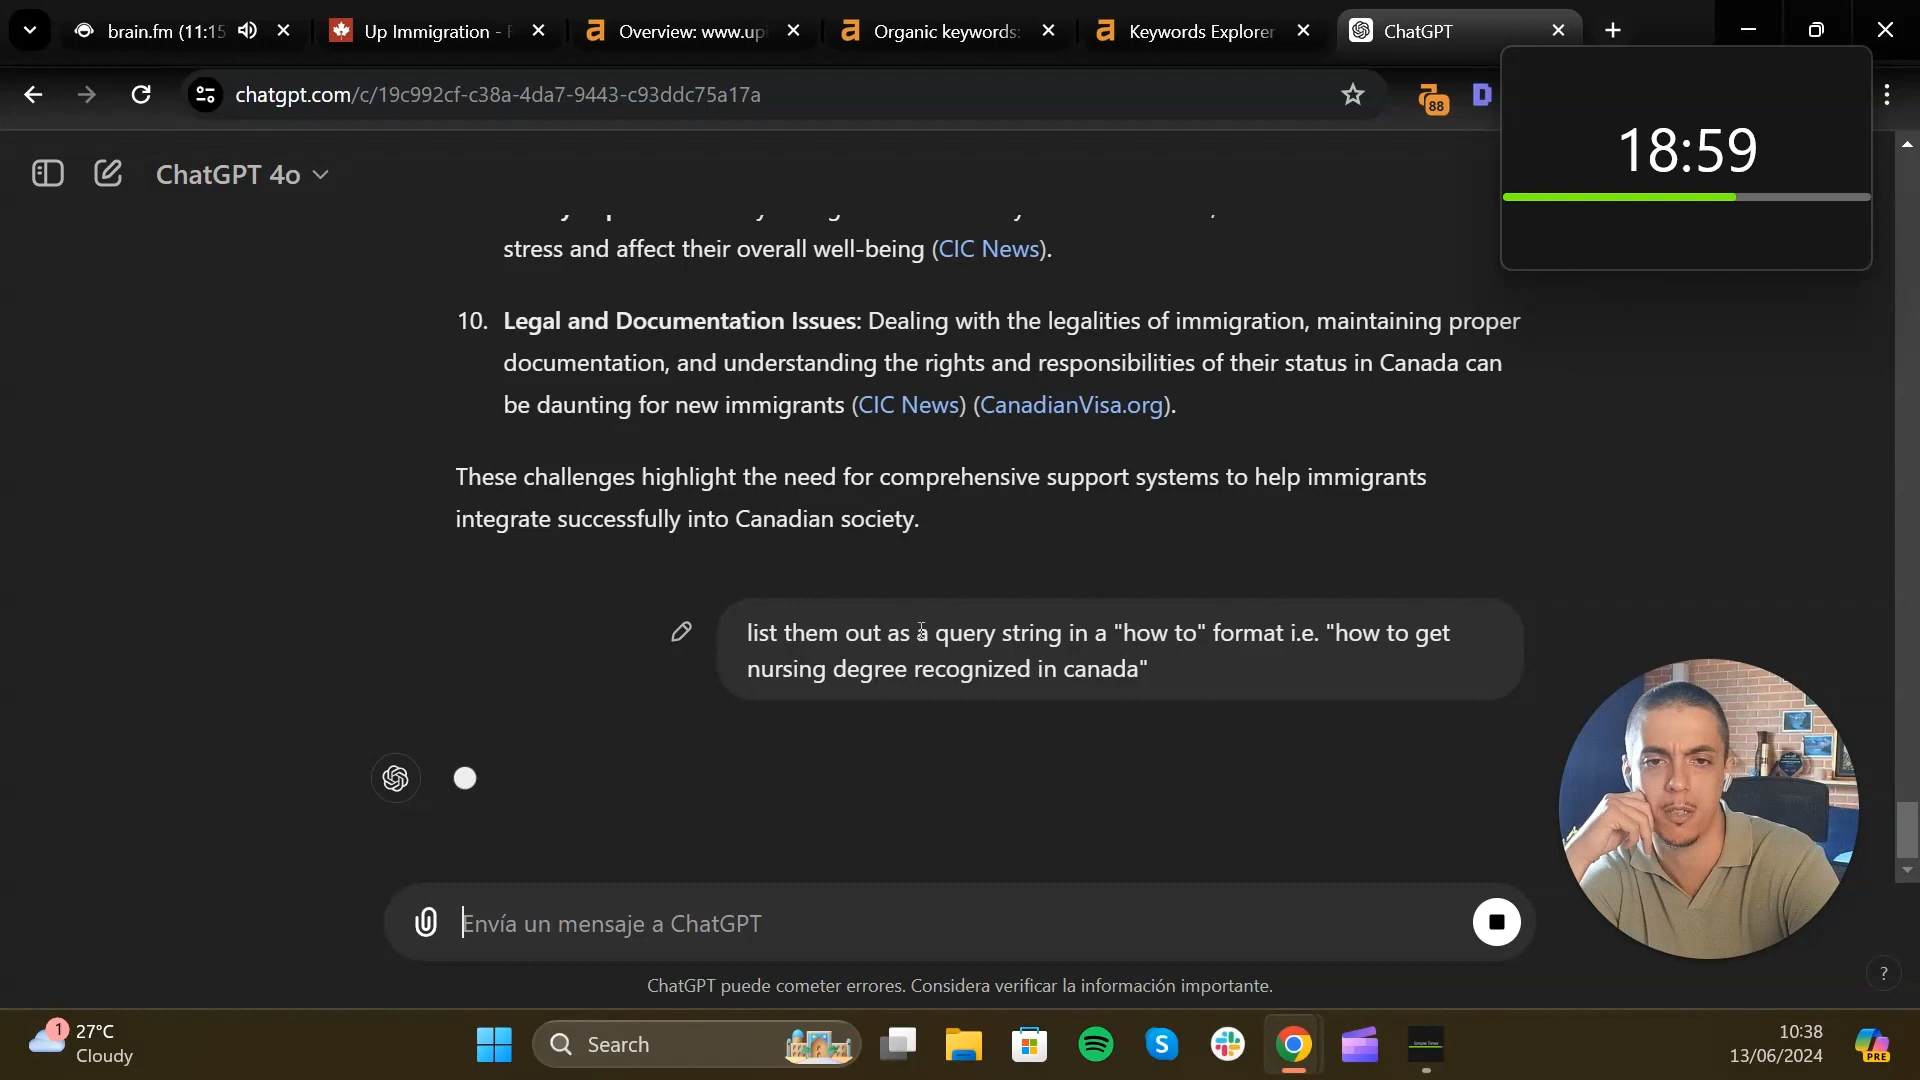 brain.fm (11:15
Up Immigration -
Overview: www.up
Organic keywords:
Keywords Explorer
ChatGPT
chatgpt.com/c/19c992cf-c38a-4da7-9443-c93ddc75a17a
88
18:59
ChatGPT 4o
stress and affect their overall well-being (CIC News).
10. Legal and Documentation Issues: Dealing with the legalities of immigration, maintaining proper
documentation, and understanding the rights and responsibilities of their status in Canada can
be daunting for new immigrants (CIC News) (CanadianVisa.org).
These challenges highlight the need for comprehensive support systems to help immigrants
integrate successfully into Canadian society.
list them out as a query string in a "how to" format i.e. "how to get
nursing degree recognized in canada"
Envía un mensaje a ChatGPT
ChatGPT puede cometer errores. Considera verificar la información importante.
?
1
27°C
Cloudy
Search
10:38
13/06/2024
PRE